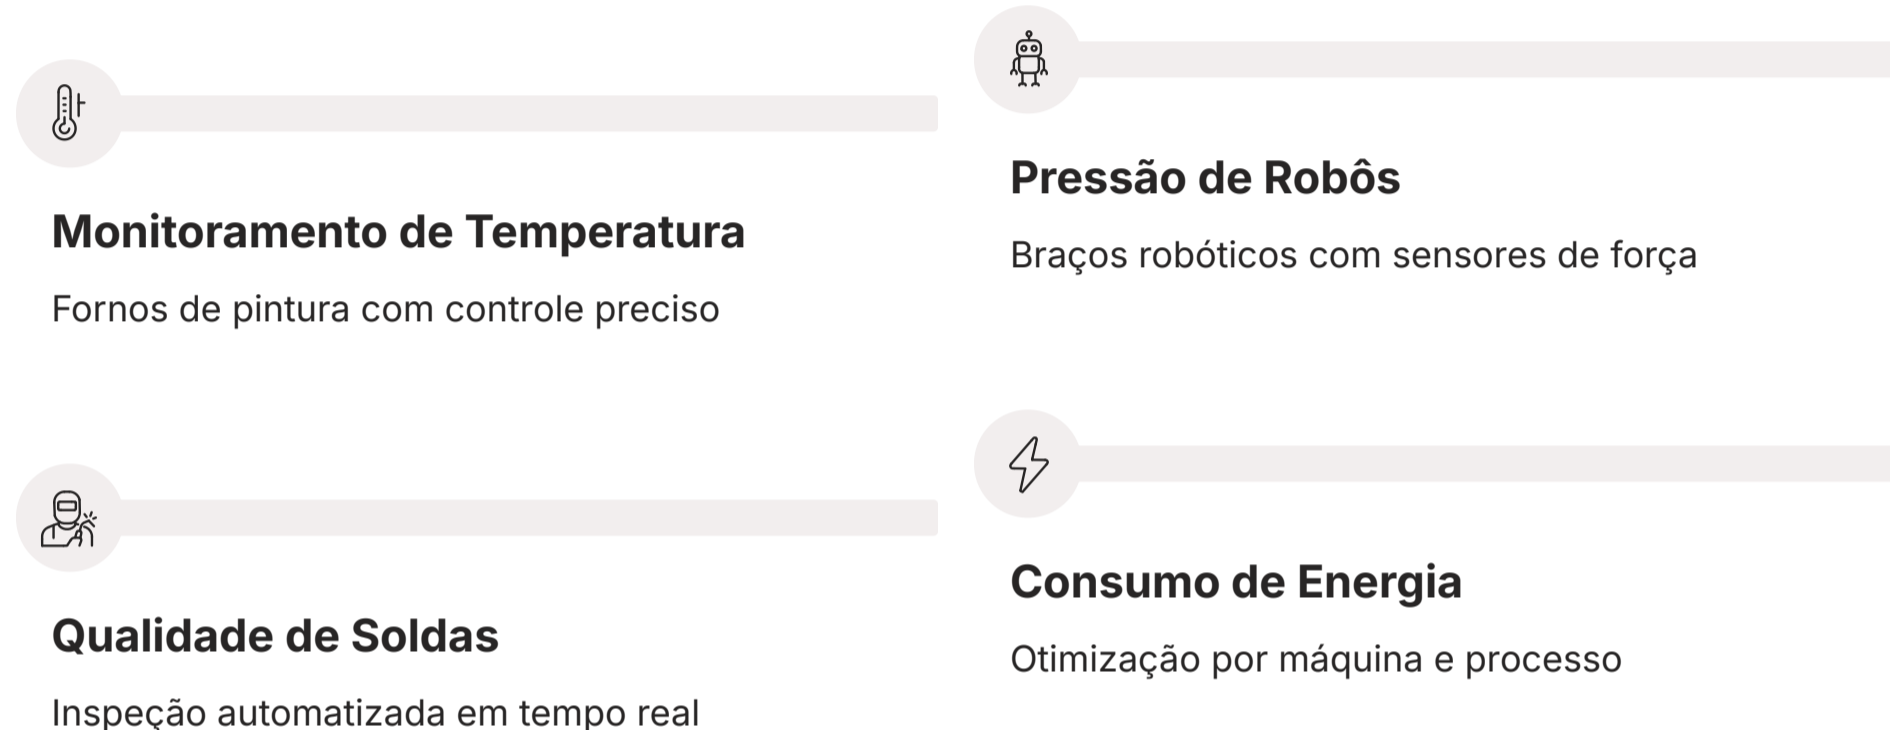 Monitoramento de Temperatura
Fornos de pintura com controle preciso
Pressão de Robôs
Braços robóticos com sensores de força
Qualidade de Soldas
Inspeção automatizada em tempo real
Consumo de Energia
Otimização por máquina e processo